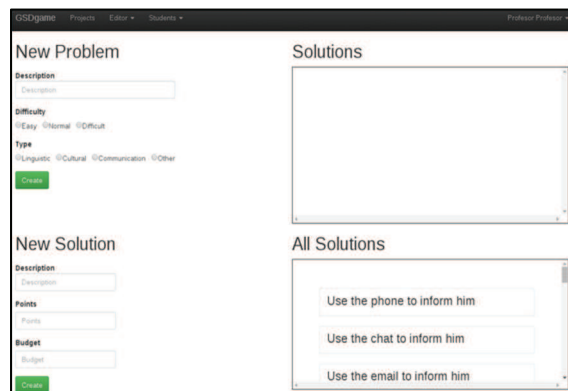 GSDgame Projects Editor Students Profesor Profesor
New Problem
Description
Description
Difficulty
Easy Normal Difficult
Type
Linguistic Cultural Communication Other
Create
Solutions
New Solution
Description
Description
Points
Points
Budget
Budget
Create
All Solutions
Use the phone to inform him
Use the chat to inform him
Use the email to inform him